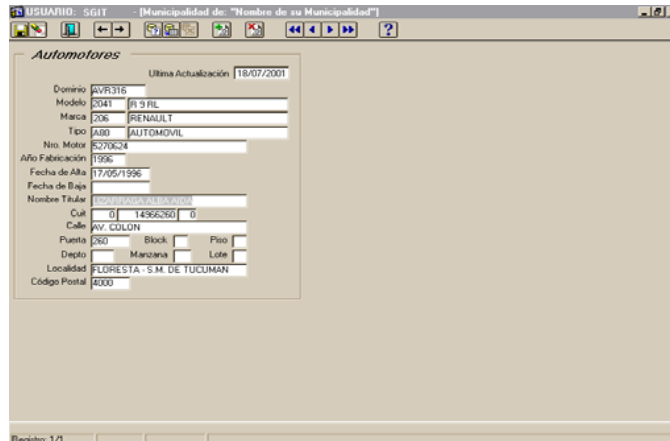 USUARIO: SGIT - [Municipalidad de: "Nombre de su Municipalidad"]
?
Automotores
Ultima Actualización 18/07/2001
Dominio AVR316
Modelo 2041 R 9 RL
Marca 206 RENAULT
Tipo A80 AUTOMOVIL
Nro. Motor 5270624
Año Fabricación 1996
Fecha de Alta 17/05/1996
Fecha de Baja
Nombre Titular ALBA AIDA
Cuit 0 14966260 0
Calle AV. COLON
Puerta 260 Block Piso
Depto Manzana Lote
Localidad FLORESTA - S.M. DE TUCUMAN
Código Postal 4000
Registro: 1/1